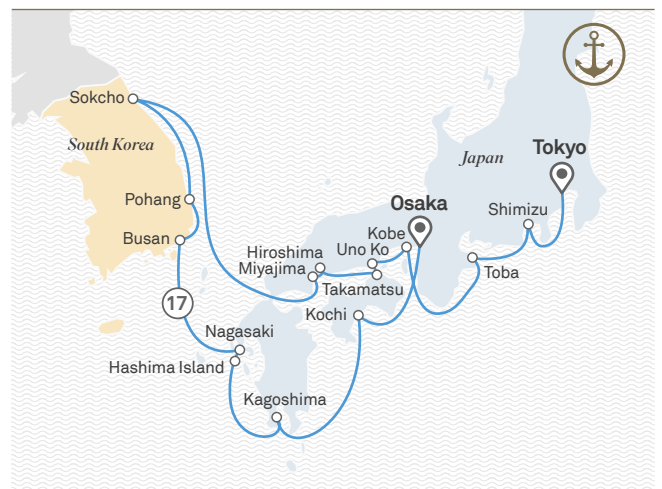 Sokcho
South Korea
Japan
Tokyo
Pohang
Osaka
Shimizu
Busan
Kobe
Hiroshima
Uno Ko
Miyajima
Toba
Takamatsu
17
Kochi
Nagasaki
Hashima Island
Kagoshima